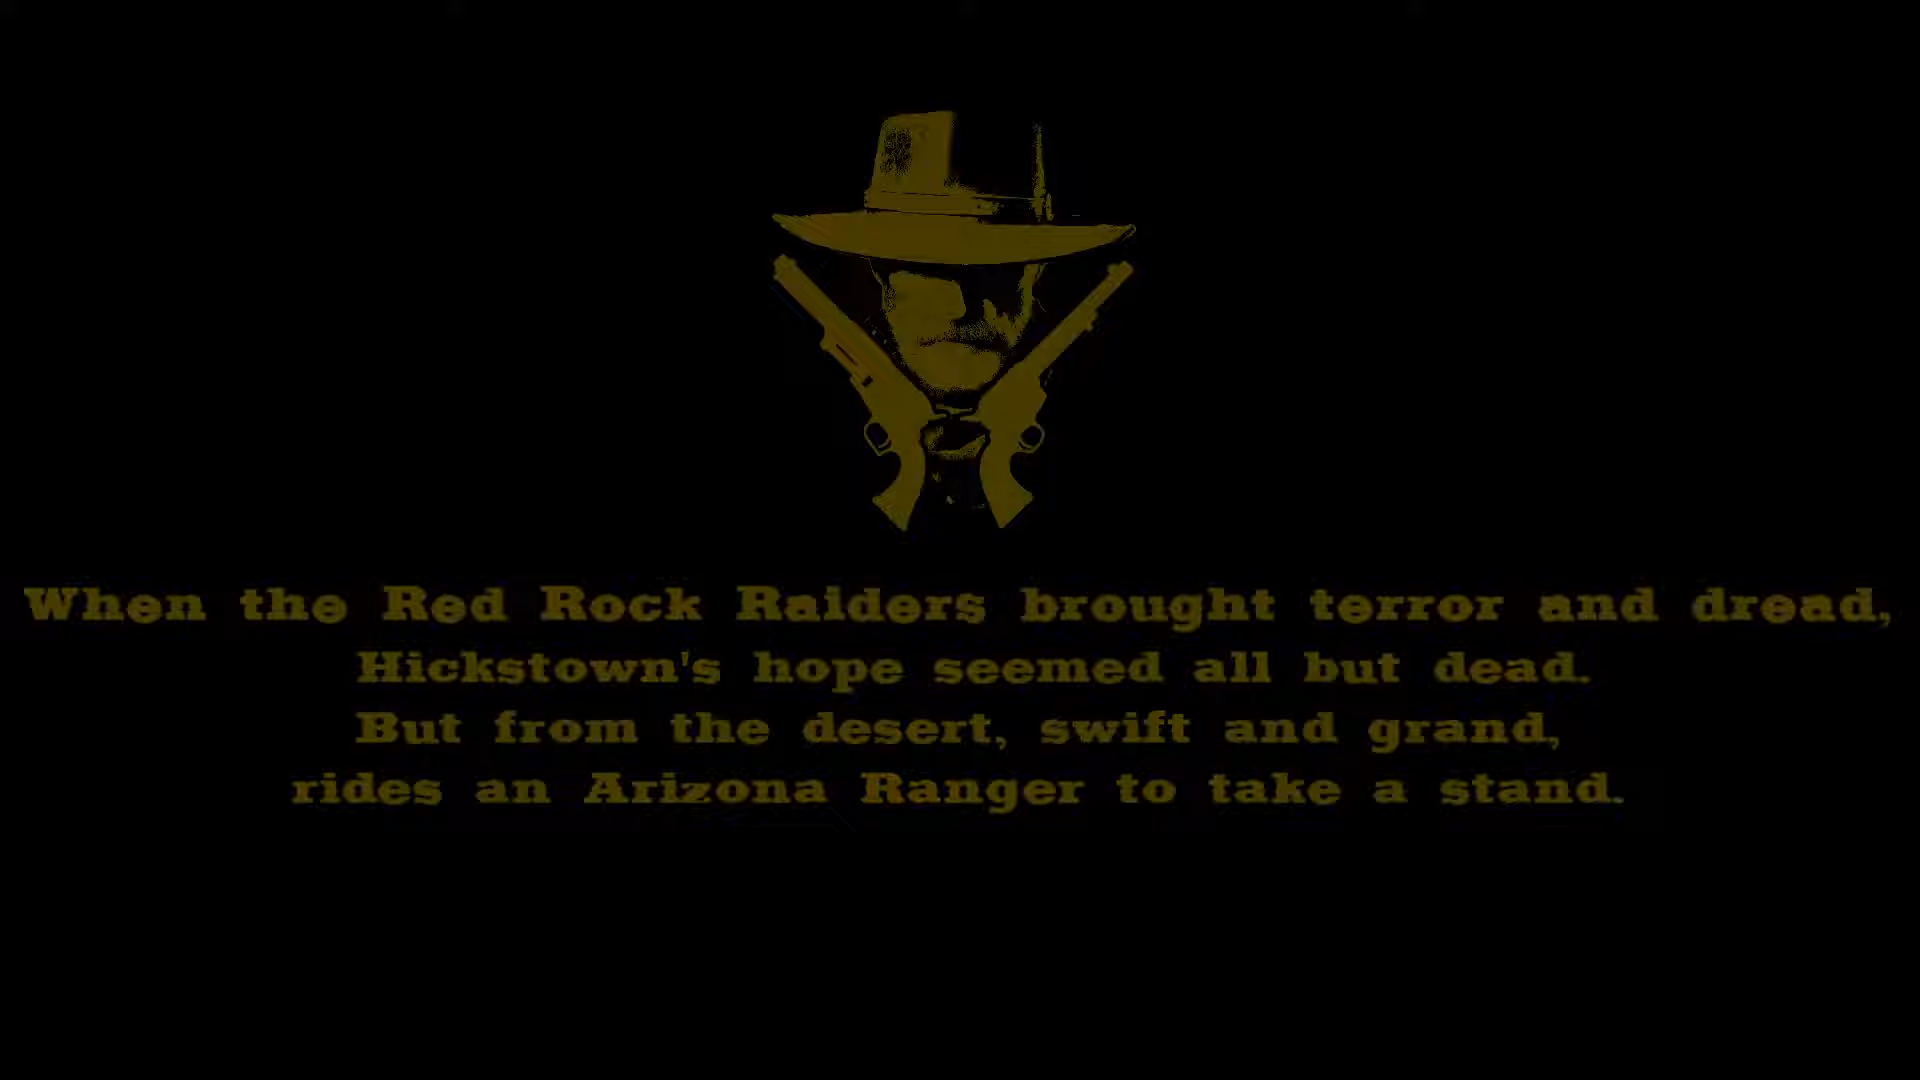 When the Red Rock Raiders brought terror and dread,
Hickstown's hope seemed all but dead.
But from the desert, swift and grand,
rides an Arizona Ranger to take a stand.